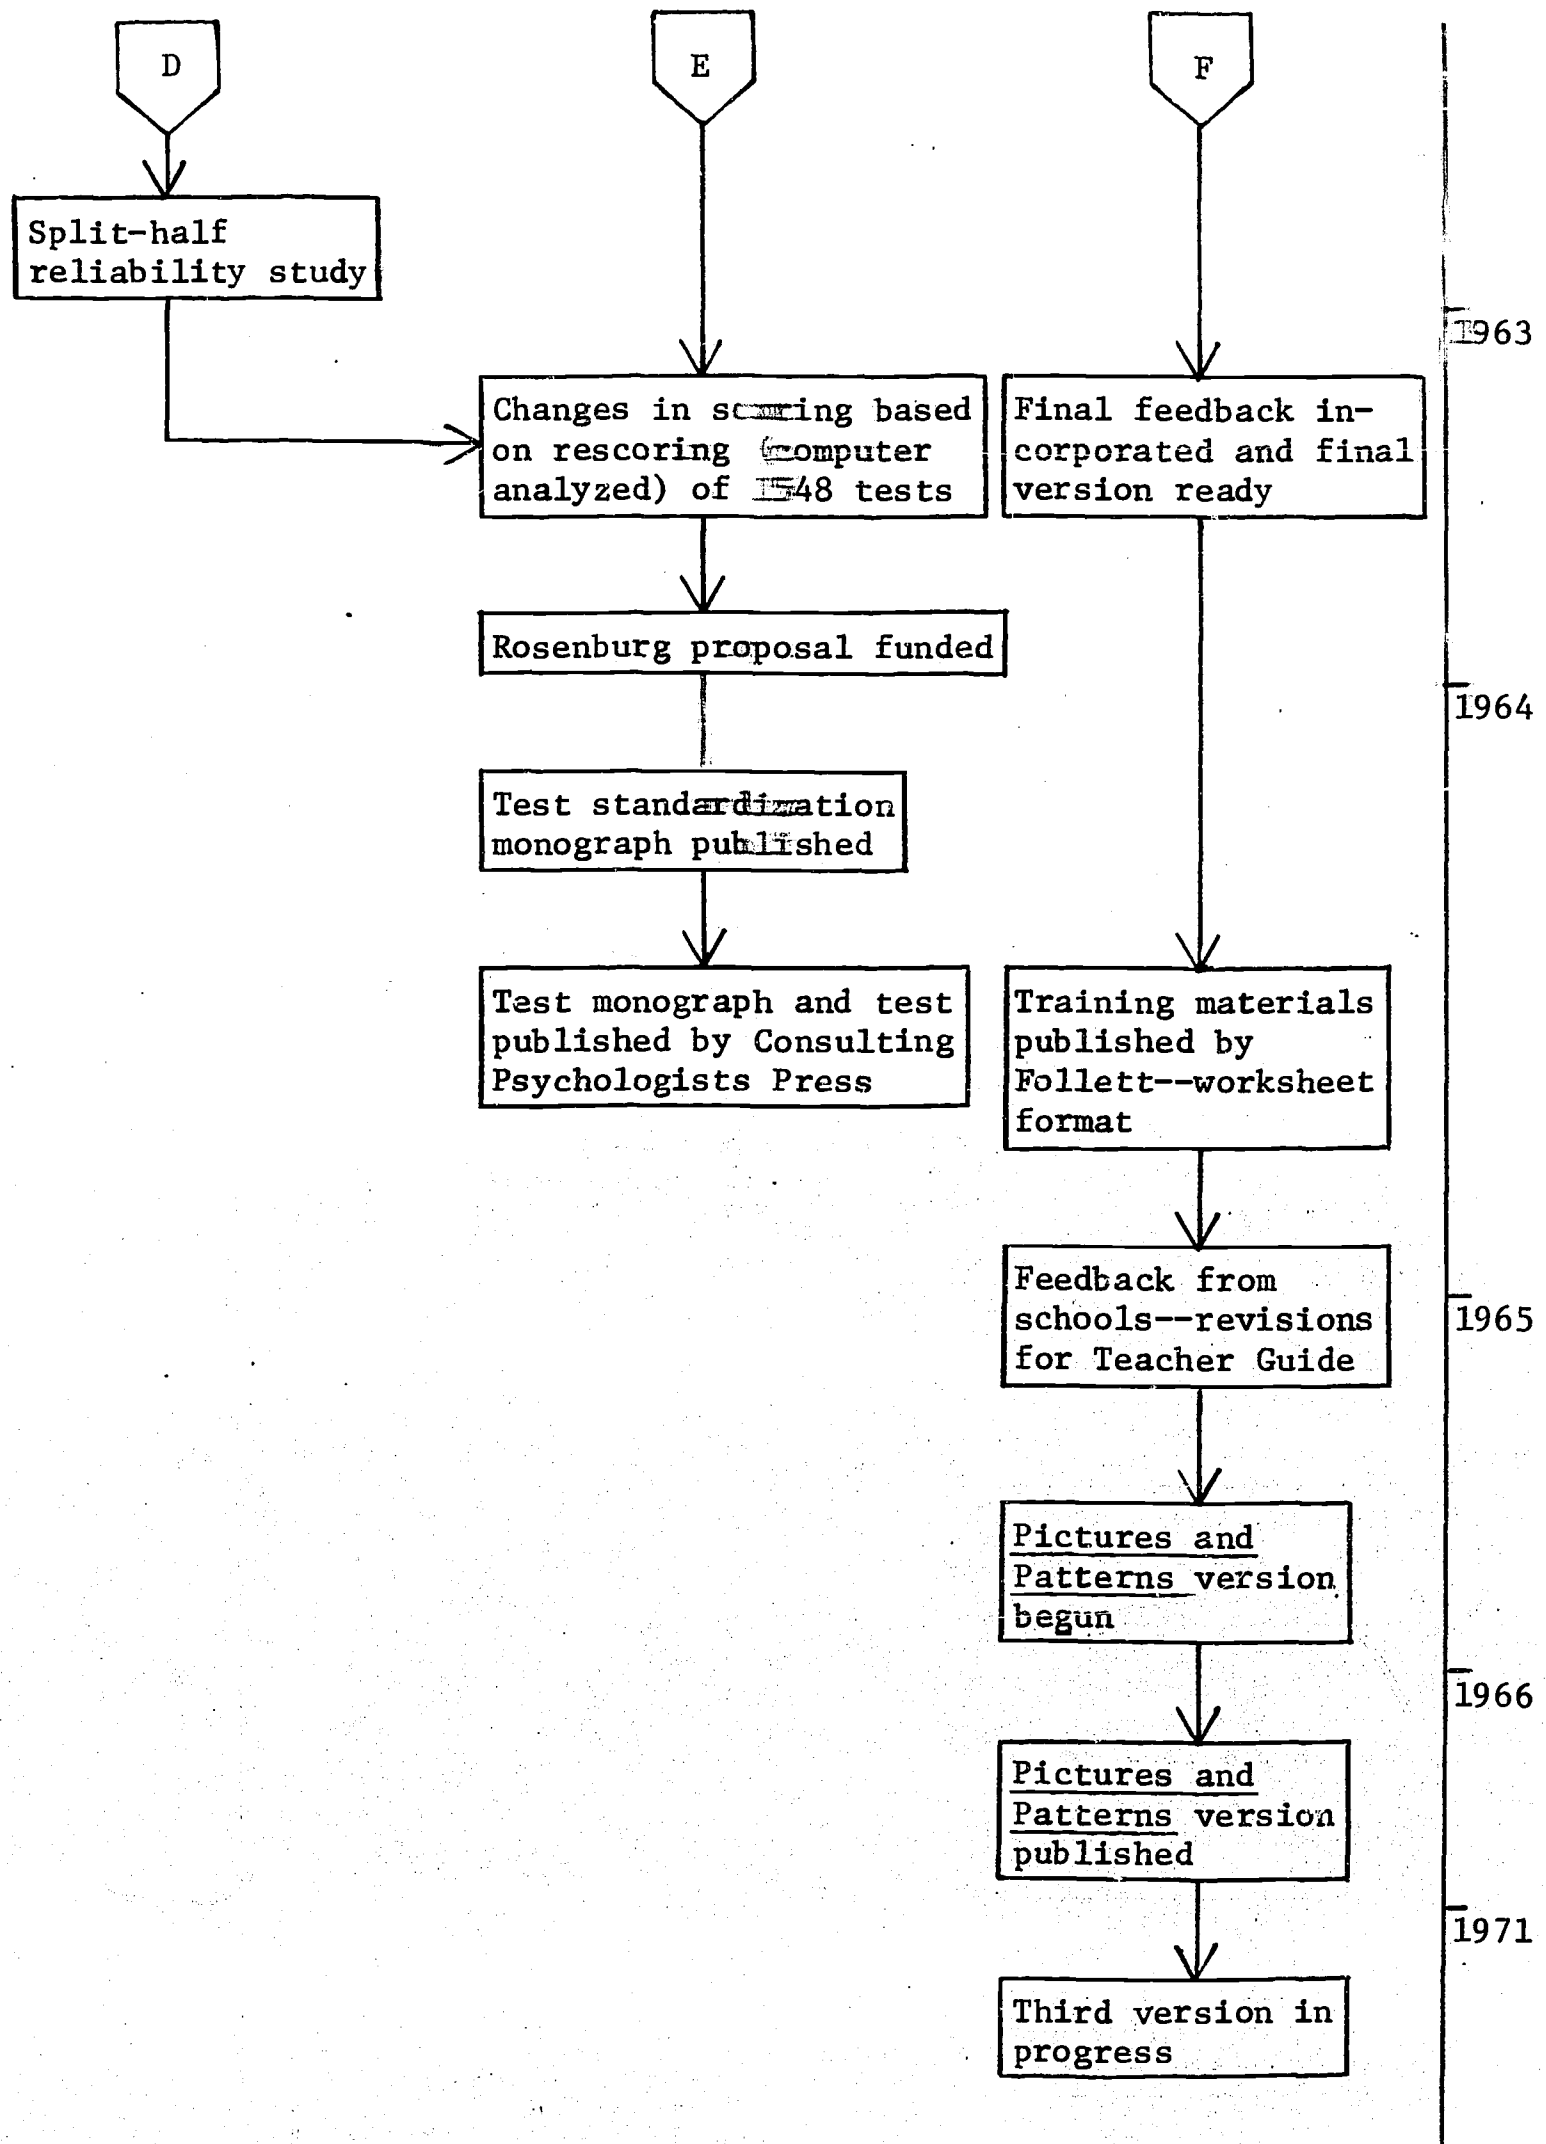 D
E
F
Split-half
reliability study
1963
Changes in scoring based
on rescoring (computer
analyzed) of 1548 tests
Final feedback in-
corporated and final
version ready
Rosenburg proposal funded
1964
Test standardization
monograph published
Test monograph and test
published by Consulting
Psychologists Press
Training materials
published by
Follett--worksheet
format
Feedback from
schools--revisions
for Teacher Guide
1965
Pictures and
Patterns version
begun
1966
Pictures and
Patterns version
published
1971
Third version in
progress